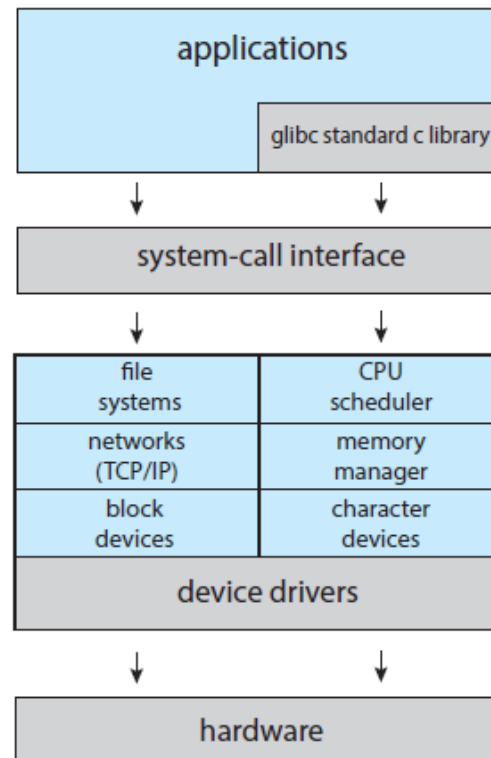 applications
glibc standard c library
system-call interface
file
systems
CPU
scheduler
networks
(TCP/IP)
memory
manager
block
devices
character
devices
device drivers
hardware